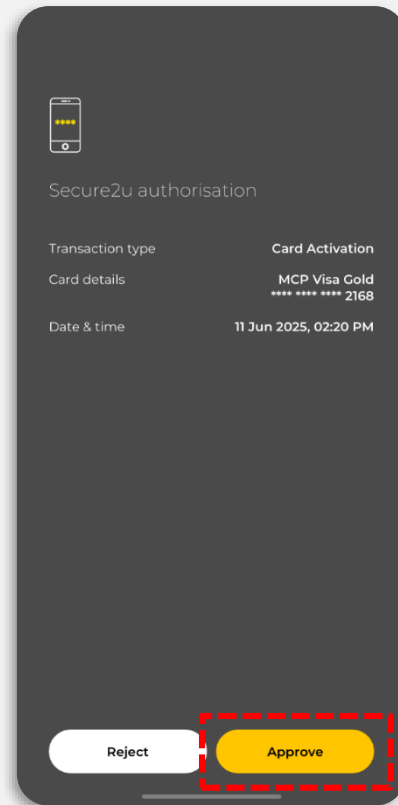 ****
Secure2u authorisation
Transaction type Card Activation
Card details MCP Visa Gold
**** **** **** 2168
Date & time 11 Jun 2025, 02:20 PM
Reject Approve